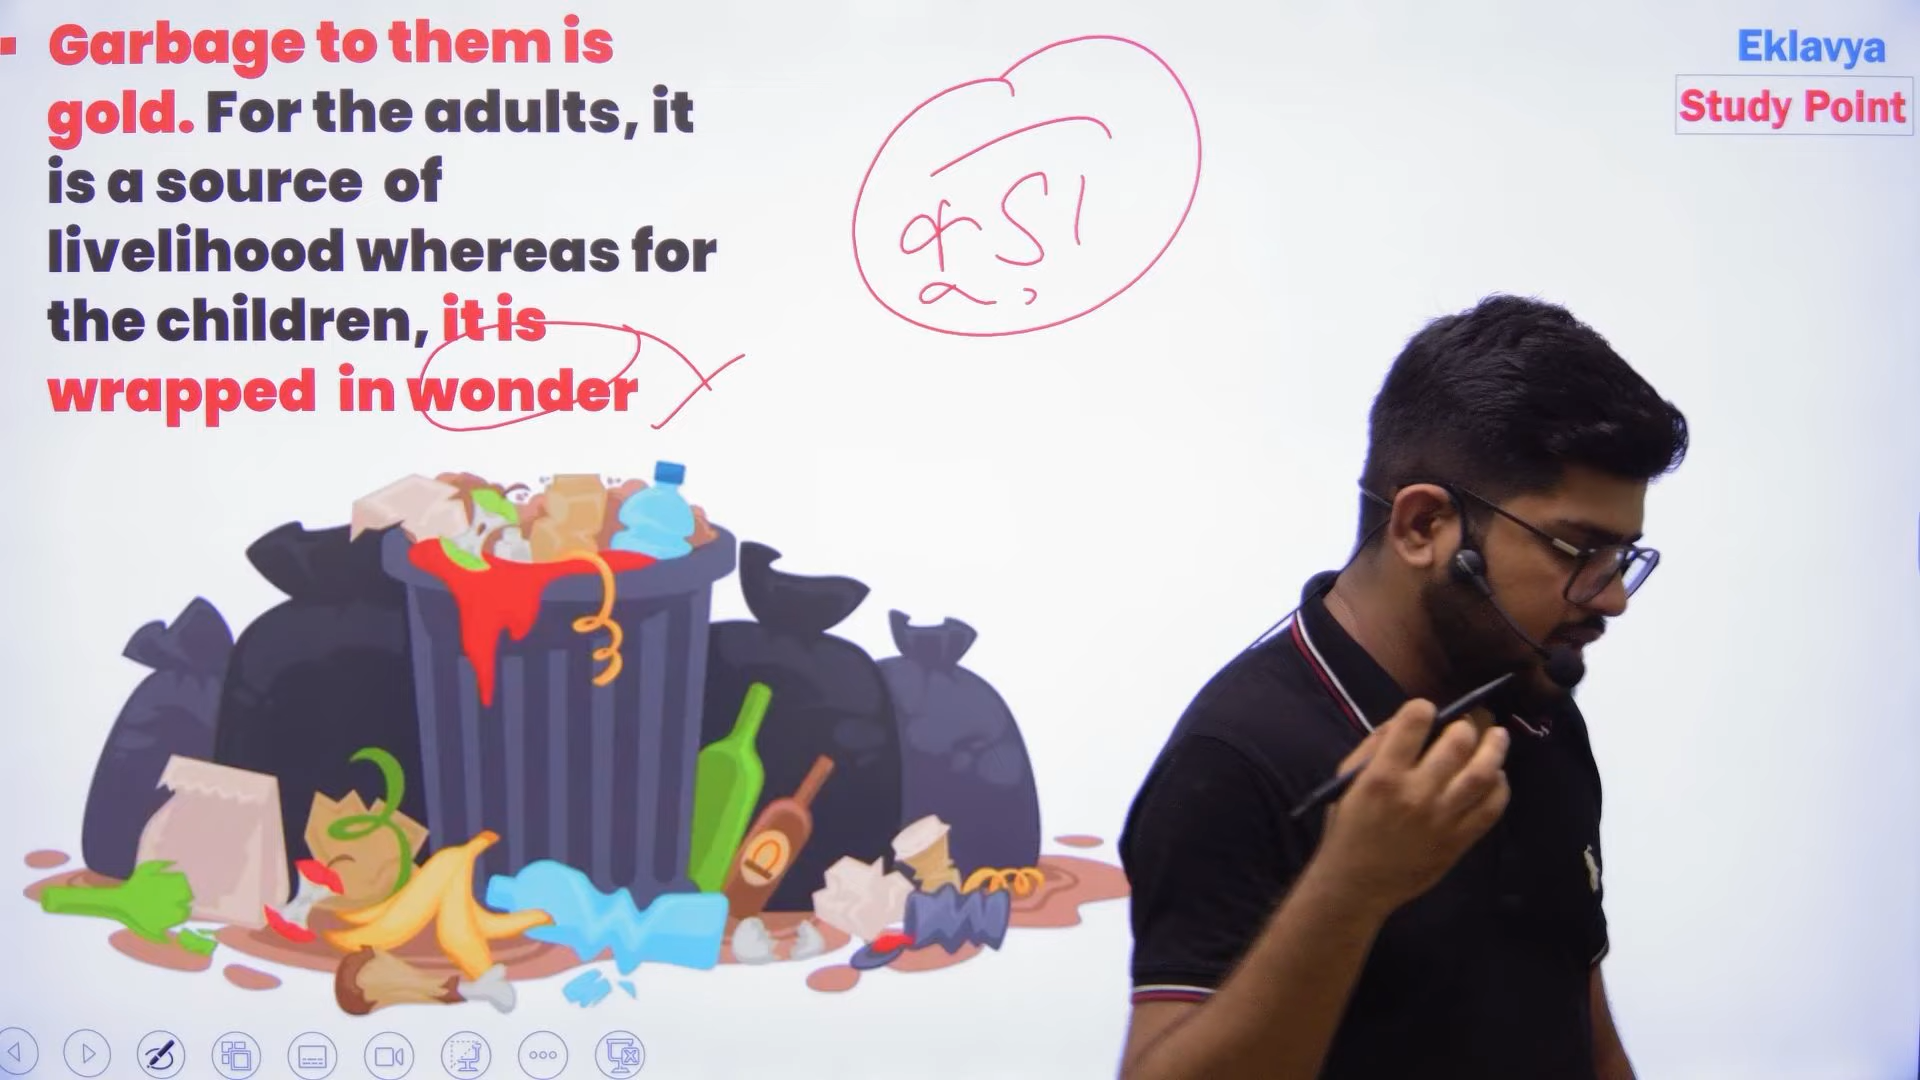 ▪ Garbage to them is
gold. For the adults, it
is a source of
livelihood whereas for
the children, it is
wrapped in wonder
Eklavya
Study Point